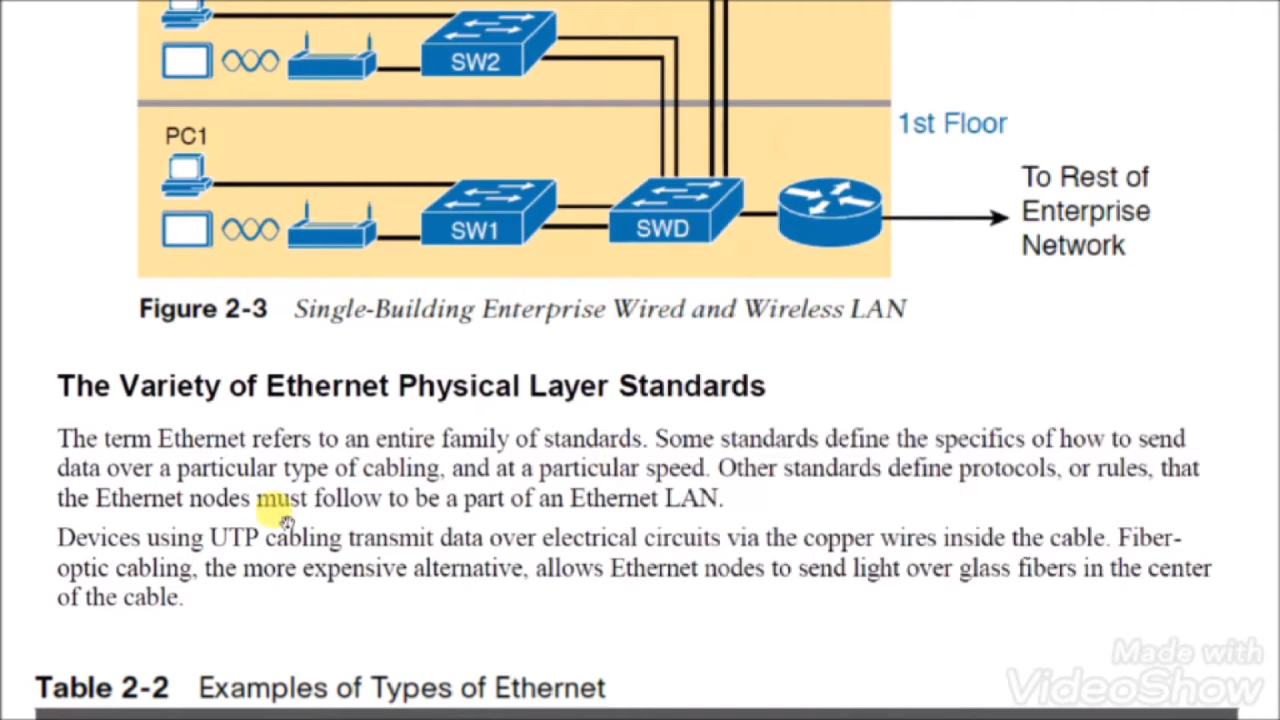 SW2
1st Floor
PC1
To Rest of
Enterprise
Network
SW1
SWD
Figure 2-3 Single-Building Enterprise Wired and Wireless LAN
The Variety of Ethernet Physical Layer Standards
The term Ethernet refers to an entire family of standards. Some standards define the specifics of how to send
data over a particular type of cabling, and at a particular speed. Other standards define protocols, or rules, that
the Ethernet nodes must follow to be a part of an Ethernet LAN.
Devices using UTP cabling transmit data over electrical circuits via the copper wires inside the cable. Fiber-
optic cabling, the more expensive alternative, allows Ethernet nodes to send light over glass fibers in the center
of the cable.
Made with
VideoShow
Table 2-2 Examples of Types of Ethernet